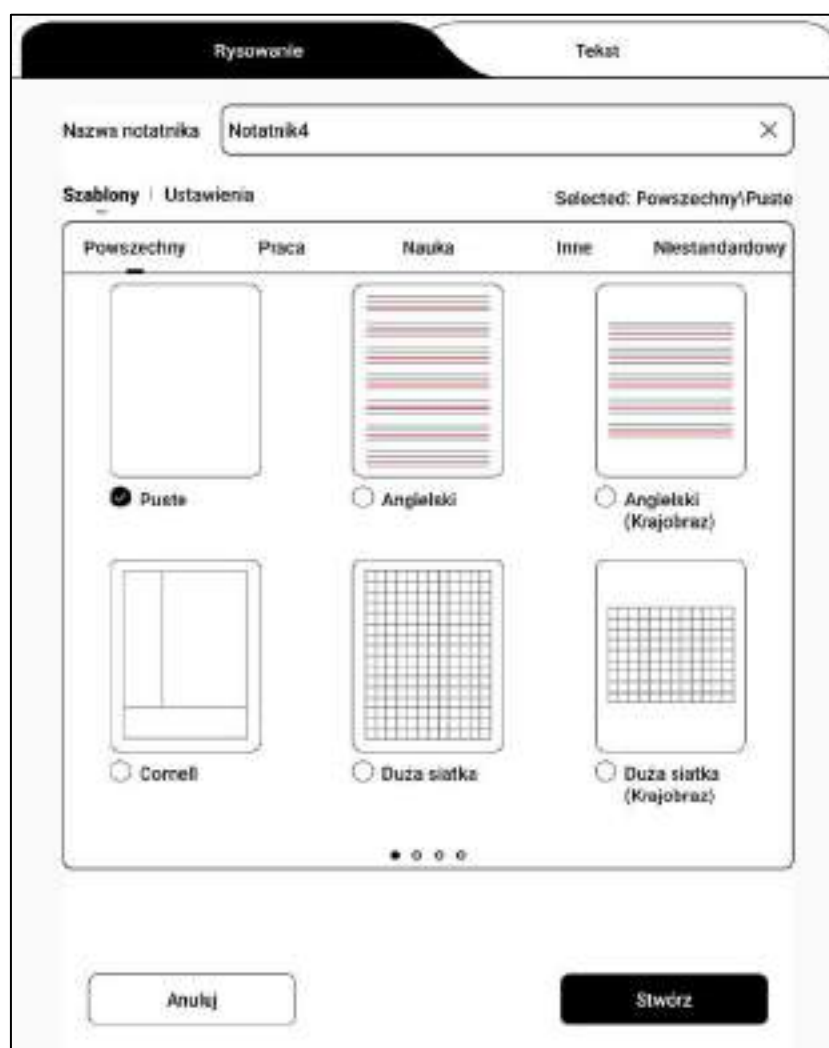 Rysowanie Tekst
Nazwa notatnika Notatnik4
Szablony | Ustawienia Selected: Powszechny\Puste
Powszechny Praca Nauka Inne Niestandardowy
Puste Angielski Angielski
(Krajobraz)
Cornell Duża siatka Duża siatka
(Krajobraz)
Anuluj Stwórz